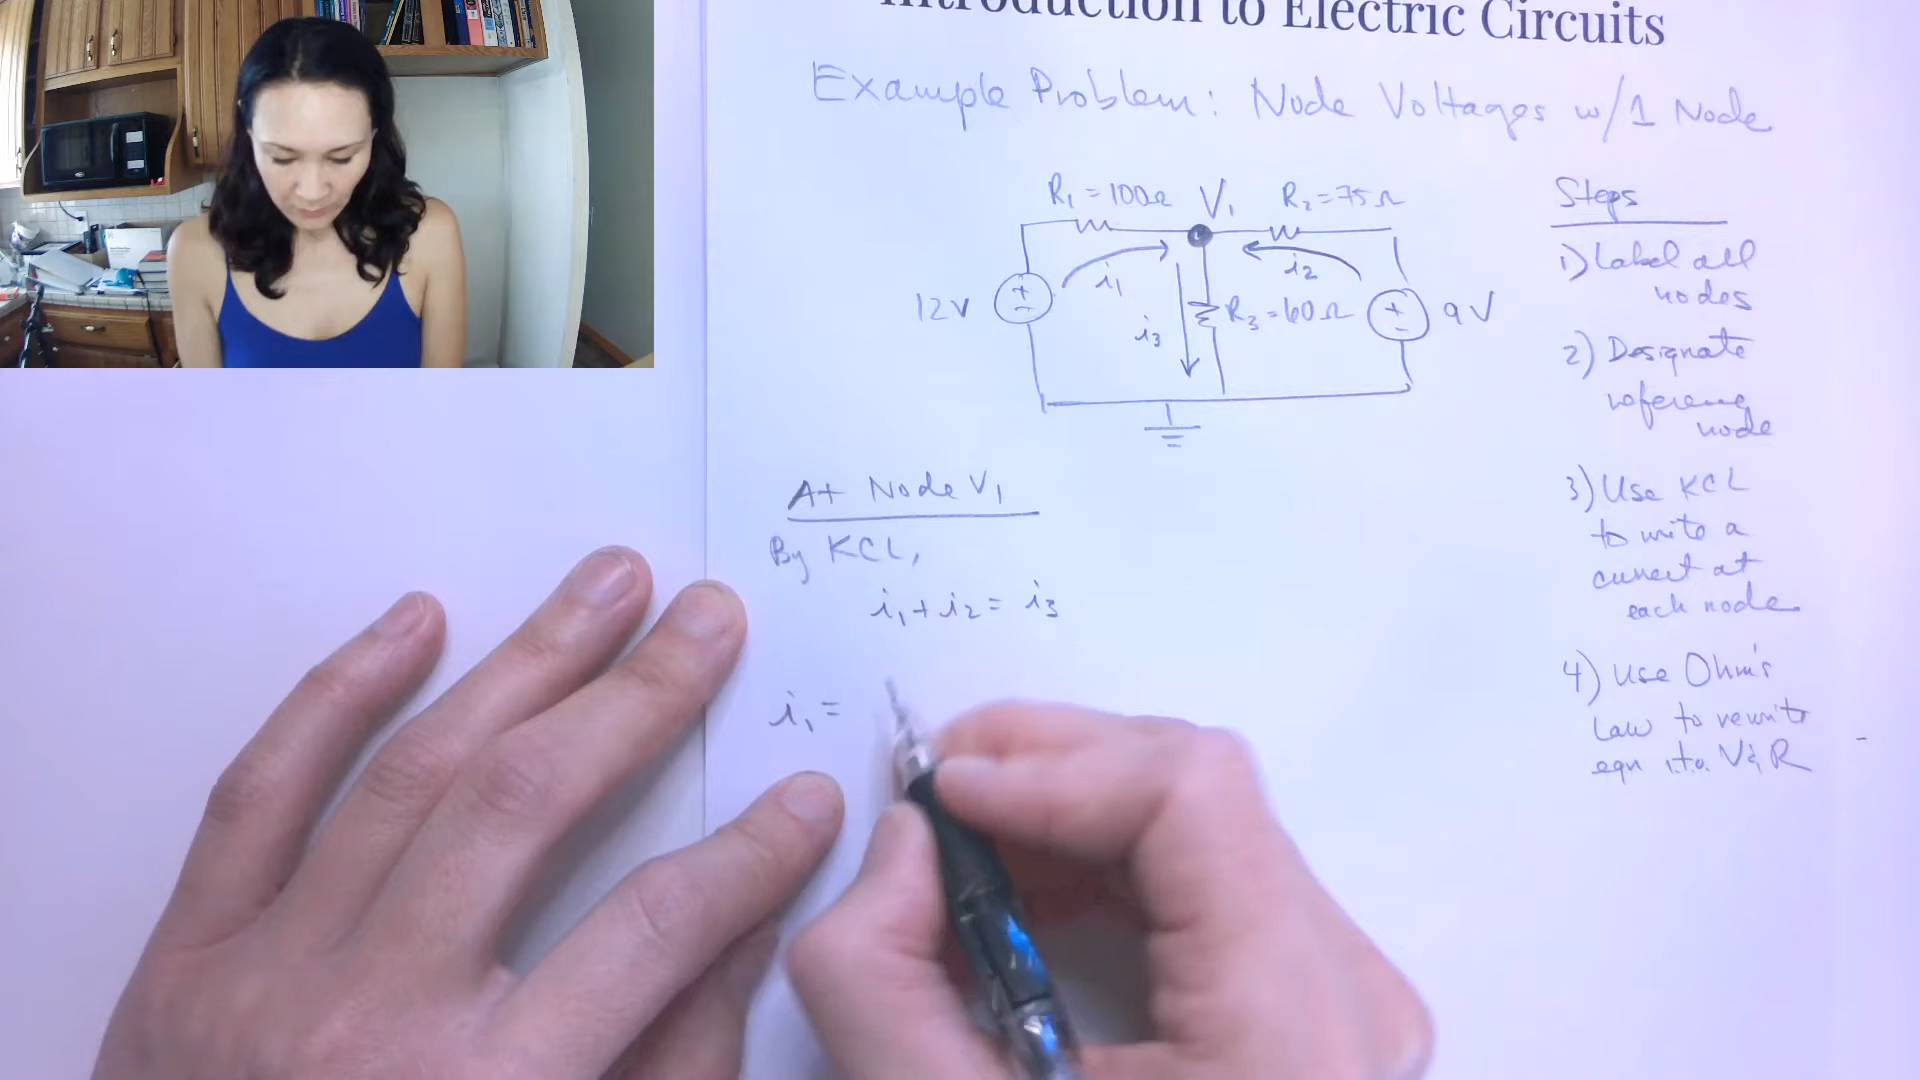 Introduction to Electric Circuits
Example Problem: Node Voltages w/1 Node
R₁ = 100Ω
V₁
R₂ = 75Ω
12V
+
-
i₁
i₂
i₃
R₃ = 60Ω
+
-
9V
At Node V₁
By KCL,
i₁ + i₂ = i₃
i₁ =
Steps
1) Label all
nodes
2) Designate
reference
node
3) Use KCL
to write a
current at
each node
4) Use Ohm's
Law to rewrite
eqn i.t.o. V & R